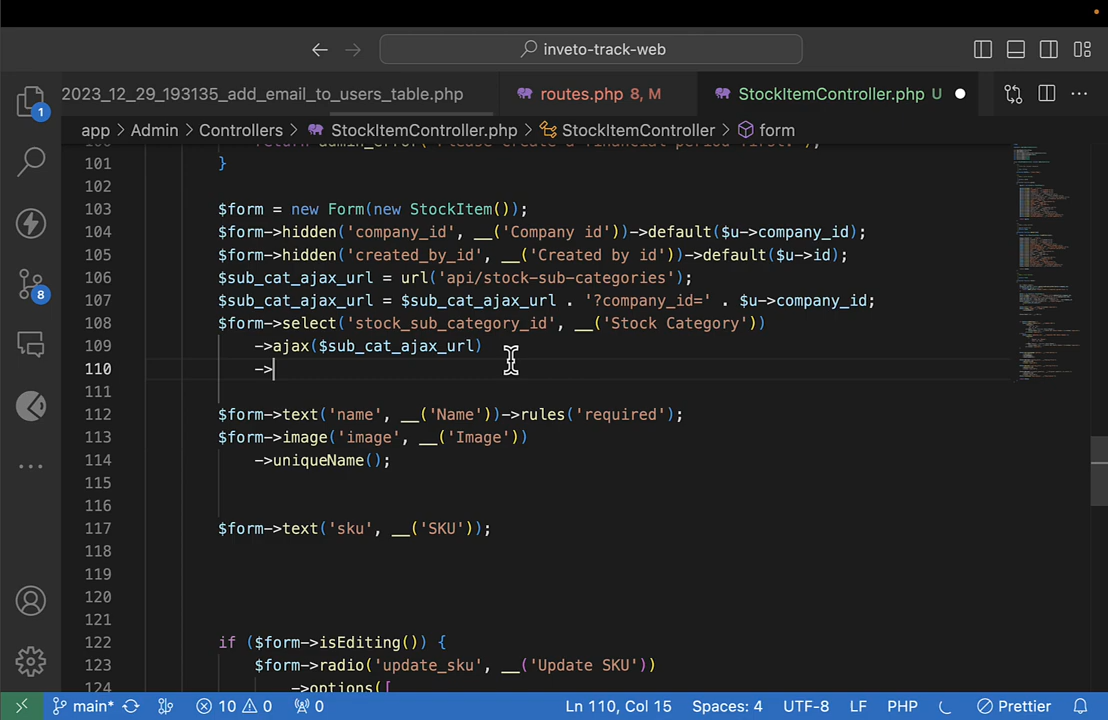 inveto-track-web
2023_12_29_193135_add_email_to_users_table.php
routes.php 8, M
StockItemController.php U
app > Admin > Controllers > StockItemController.php > StockItemController > form
101 }
102
103 $form = new Form(new StockItem());
104 $form->hidden('company_id', __('Company id'))->default($u->company_id);
105 $form->hidden('created_by_id', __('Created by id'))->default($u->id);
106 $sub_cat_ajax_url = url('api/stock-sub-categories');
107 $sub_cat_ajax_url = $sub_cat_ajax_url . '?company_id=' . $u->company_id;
108 $form->select('stock_sub_category_id', __('Stock Category'))
109 ->ajax($sub_cat_ajax_url)
110 ->
111
112 $form->text('name', __('Name'))->rules('required');
113 $form->image('image', __('Image'))
114 ->uniqueName();
115
116
117 $form->text('sku', __('SKU'));
118
119
120
121
122 if ($form->isEditing()) {
123 $form->radio('update_sku', __('Update SKU'))
124 ->options([
1
8
main* 10 0 0 Ln 110, Col 15 Spaces: 4 UTF-8 LF PHP Prettier